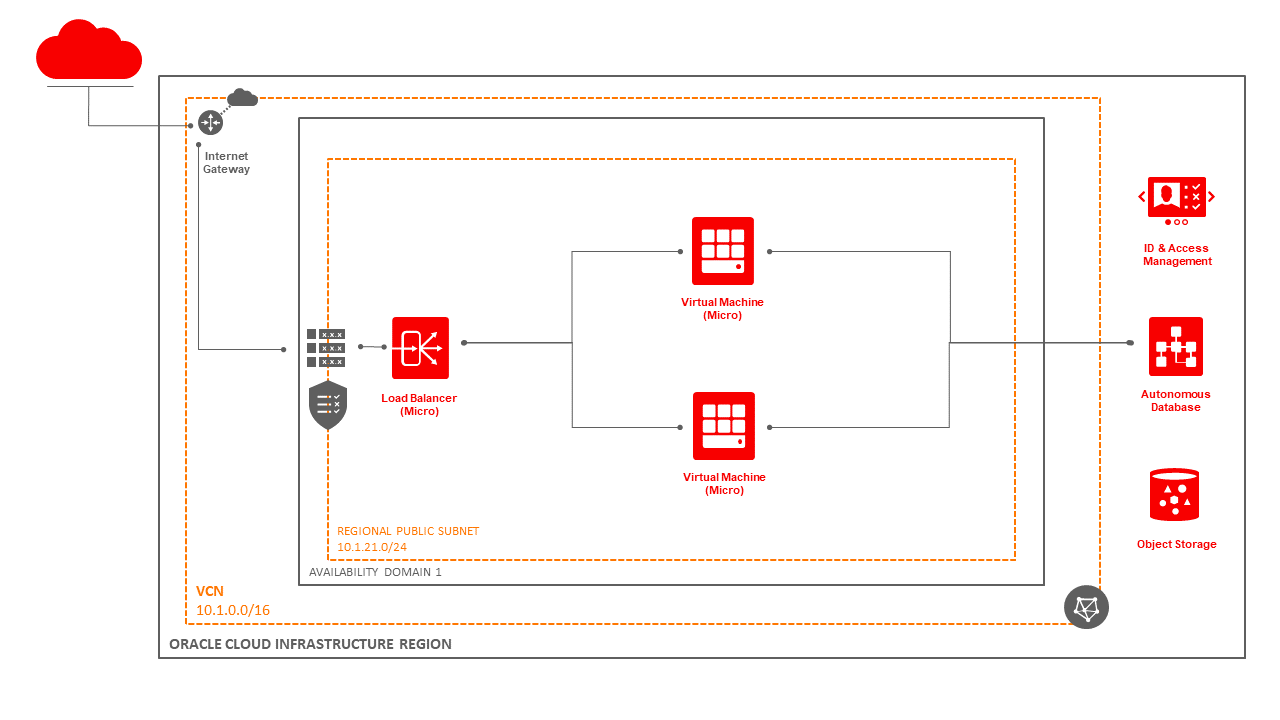 Internet
Gateway
ID & Access
Management
Virtual Machine
(Micro)
Load Balancer
(Micro)
Autonomous
Database
Virtual Machine
(Micro)
REGIONAL PUBLIC SUBNET
10.1.21.0/24
Object Storage
AVAILABILITY DOMAIN 1
VCN
10.1.0.0/16
ORACLE CLOUD INFRASTRUCTURE REGION